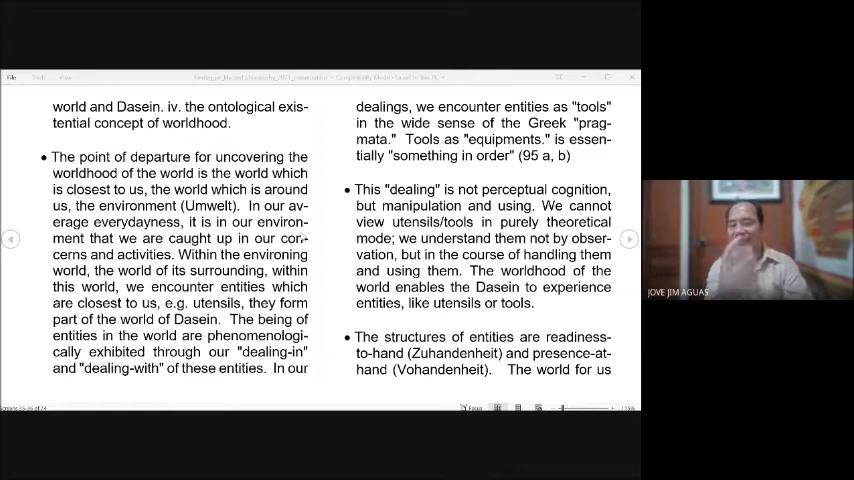 File
Tools
View
world and Dasein. iv. the ontological exis-
tential concept of worldhood.
• The point of departure for uncovering the
worldhood of the world is the world which
is closest to us, the world which is around
us, the environment (Umwelt). In our av-
erage everydayness, it is in our environ-
ment that we are caught up in our con-
cerns and activities. Within the environing
world, the world of its surrounding, within
this world, we encounter entities which
are closest to us, e.g. utensils, they form
part of the world of Dasein. The being of
entities in the world are phenomenologi-
cally exhibited through our "dealing-in"
and "dealing-with" of these entities. In our
dealings, we encounter entities as "tools"
in the wide sense of the Greek "prag-
mata." Tools as "equipments." is essen-
tially "something in order" (95 a, b)
• This "dealing" is not perceptual cognition,
but manipulation and using. We cannot
view utensils/tools in purely theoretical
mode; we understand them not by obser-
vation, but in the course of handling them
and using them. The worldhood of the
world enables the Dasein to experience
entities, like utensils or tools.
• The structures of entities are readiness-
to-hand (Zuhandenheit) and presence-at-
hand (Vohandenheit). The world for us
Focus
JOVE JIM AGUAS